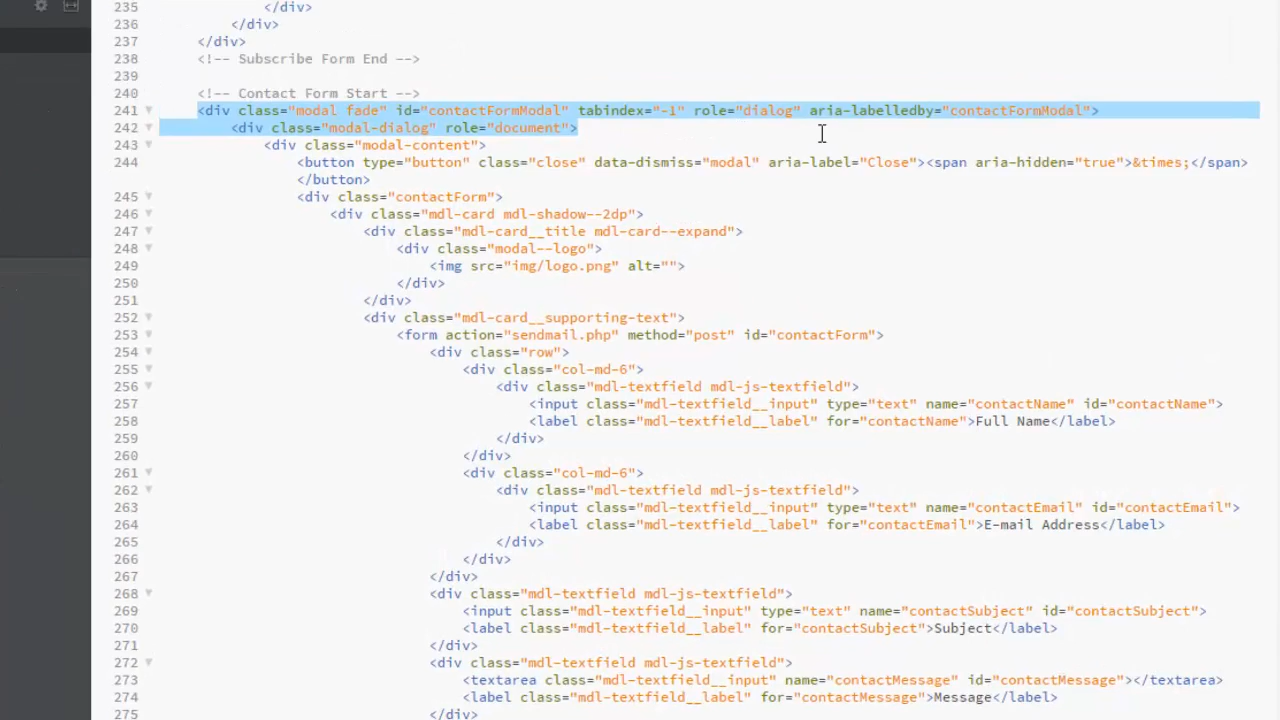 235 </div>
236 </div>
237 </div>
238 <!-- Subscribe Form End -->
239
240 <!-- Contact Form Start -->
241 <div class="modal fade" id="contactFormModal" tabindex="-1" role="dialog" aria-labelledby="contactFormModal">
242 <div class="modal-dialog" role="document">
243 <div class="modal-content">
244 <button type="button" class="close" data-dismiss="modal" aria-label="Close"><span aria-hidden="true">&times;</span>
</button>
245 <div class="contactForm">
246 <div class="mdl-card mdl-shadow--2dp">
247 <div class="mdl-card__title mdl-card--expand">
248 <div class="modal--logo">
249 <img src="img/logo.png" alt="">
250 </div>
251 </div>
252 <div class="mdl-card__supporting-text">
253 <form action="sendmail.php" method="post" id="contactForm">
254 <div class="row">
255 <div class="col-md-6">
256 <div class="mdl-textfield mdl-js-textfield">
257 <input class="mdl-textfield__input" type="text" name="contactName" id="contactName">
258 <label class="mdl-textfield__label" for="contactName">Full Name</label>
259 </div>
260 </div>
261 <div class="col-md-6">
262 <div class="mdl-textfield mdl-js-textfield">
263 <input class="mdl-textfield__input" type="text" name="contactEmail" id="contactEmail">
264 <label class="mdl-textfield__label" for="contactEmail">E-mail Address</label>
265 </div>
266 </div>
267 </div>
268 <div class="mdl-textfield mdl-js-textfield">
269 <input class="mdl-textfield__input" type="text" name="contactSubject" id="contactSubject">
270 <label class="mdl-textfield__label" for="contactSubject">Subject</label>
271 </div>
272 <div class="mdl-textfield mdl-js-textfield">
273 <textarea class="mdl-textfield__input" name="contactMessage" id="contactMessage"></textarea>
274 <label class="mdl-textfield__label" for="contactMessage">Message</label>
275 </div>